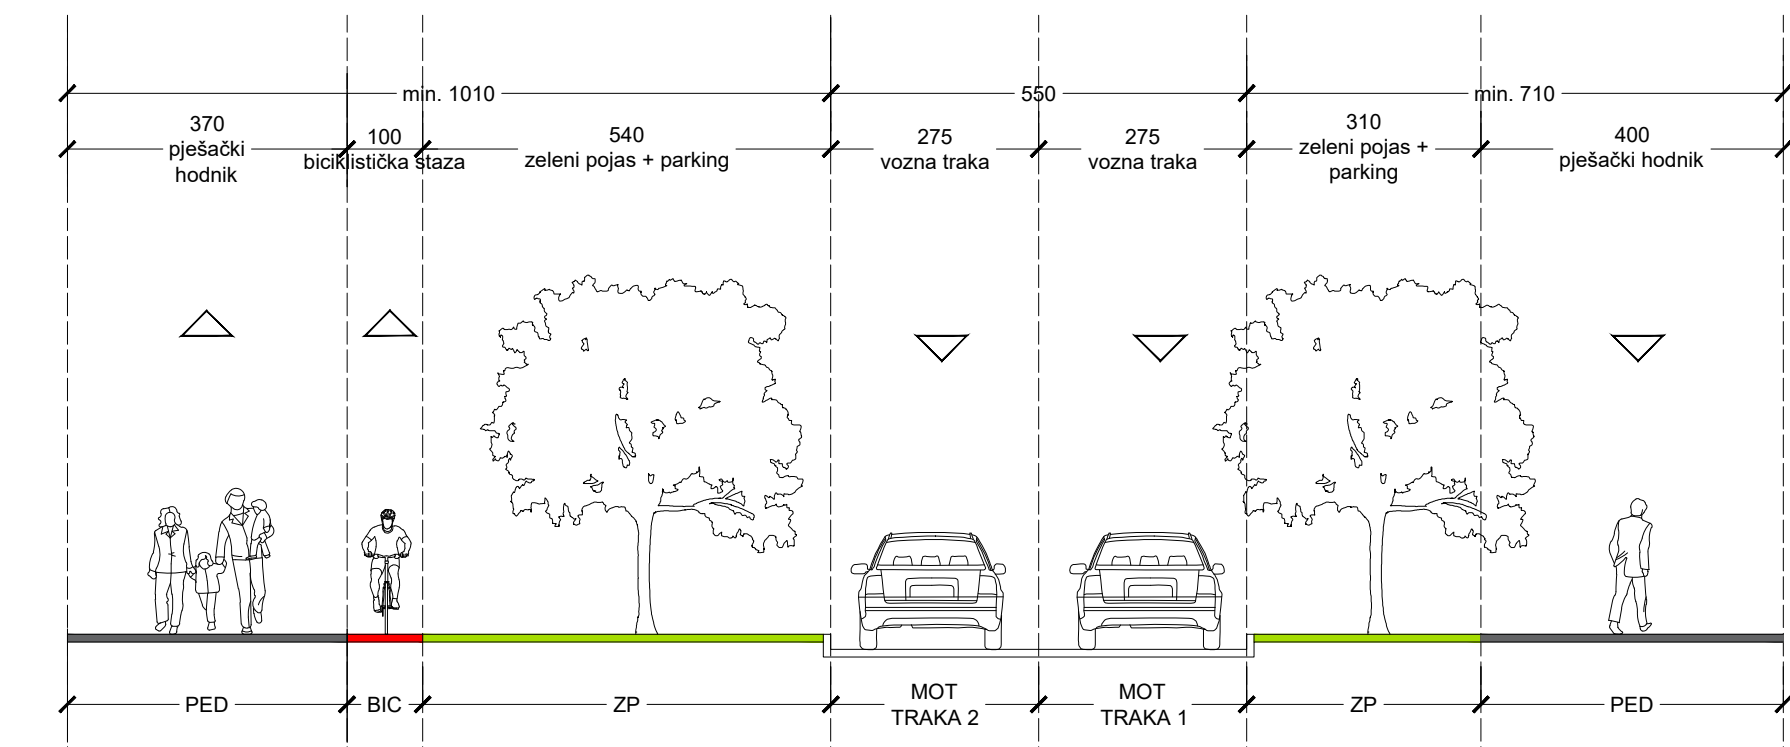 min. 1010
550
min. 710
370
pješački
hodnik
100
biciklistička staza
540
zeleni pojas + parking
275
vozna traka
275
vozna traka
310
zeleni pojas +
parking
400
pješački hodnik
PED
BIC
ZP
MOT
TRAKA 2
MOT
TRAKA 1
ZP
PED